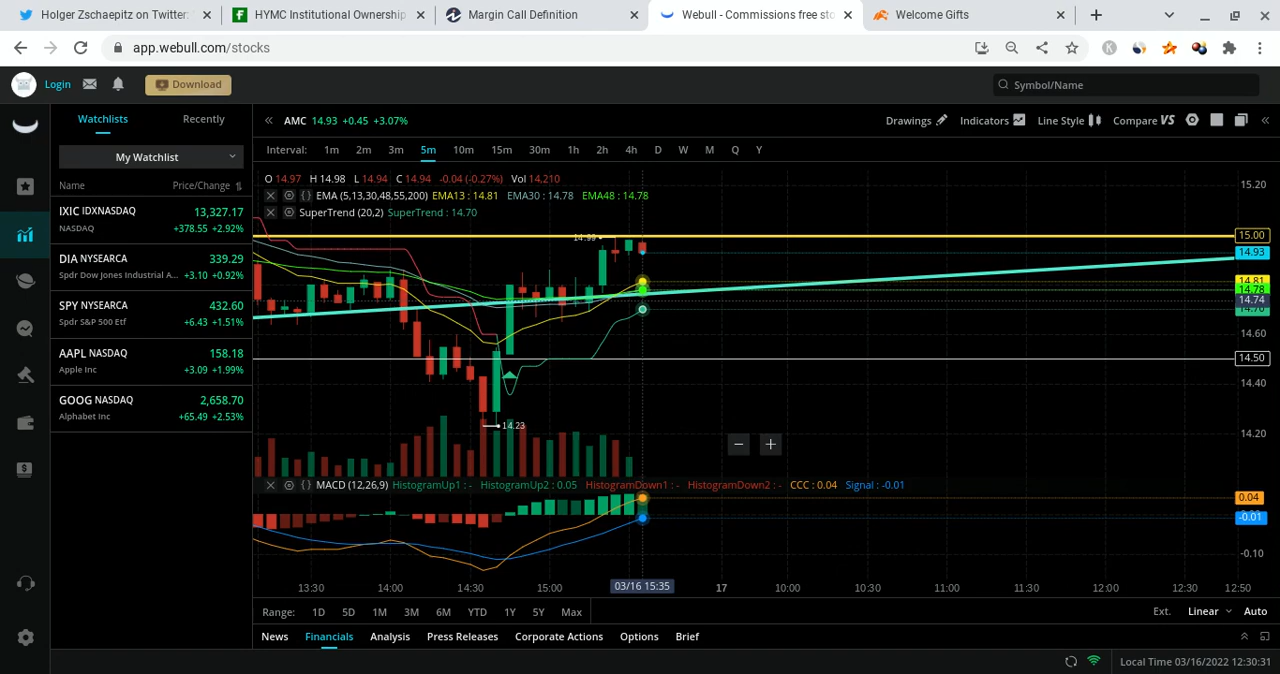 Holger Zschaepitz on Twitter:
HYMC Institutional Ownership
Margin Call Definition
Webull - Commissions free sto
Welcome Gifts
app.webull.com/stocks
Login
Download
Symbol/Name
Watchlists
Recently
AMC 14.93 +0.45 +3.07%
Drawings
Indicators
Line Style
Compare VS
My Watchlist
Interval: 1m 2m 3m 5m 10m 15m 30m 1h 2h 4h D W M Q Y
Name Price/Change
O 14.97 H 14.98 L 14.94 C 14.94 -0.04 (-0.27%) Vol 14,210
EMA (5,13,30,48,55,200) EMA13 : 14.81 EMA30 : 14.78 EMA48 : 14.78
SuperTrend (20,2) SuperTrend : 14.70
IXIC IDXNASDAQ 13,327.17
NASDAQ +378.55 +2.92%
DIA NYSEARCA 339.29
Spdr Dow Jones Industrial A... +3.10 +0.92%
SPY NYSEARCA 432.60
Spdr S&P 500 Etf +6.43 +1.51%
AAPL NASDAQ 158.18
Apple Inc +3.09 +1.99%
GOOG NASDAQ 2,658.70
Alphabet Inc +65.49 +2.53%
15.20
15.00
14.99
14.93
14.81
14.78
14.74
14.70
14.60
14.50
14.40
14.23
14.20
MACD (12,26,9) HistogramUp1 : - HistogramUp2 : 0.05 HistogramDown1 : - HistogramDown2 : - CCC : 0.04 Signal : -0.01
0.04
-0.01
-0.10
13:30 14:00 14:30 15:00 03/16 15:35 17 10:00 10:30 11:00 11:30 12:00 12:30 12:50
Range: 1D 5D 1M 3M 6M YTD 1Y 5Y Max
Ext. Linear Auto
News Financials Analysis Press Releases Corporate Actions Options Brief
Local Time 03/16/2022 12:30:31